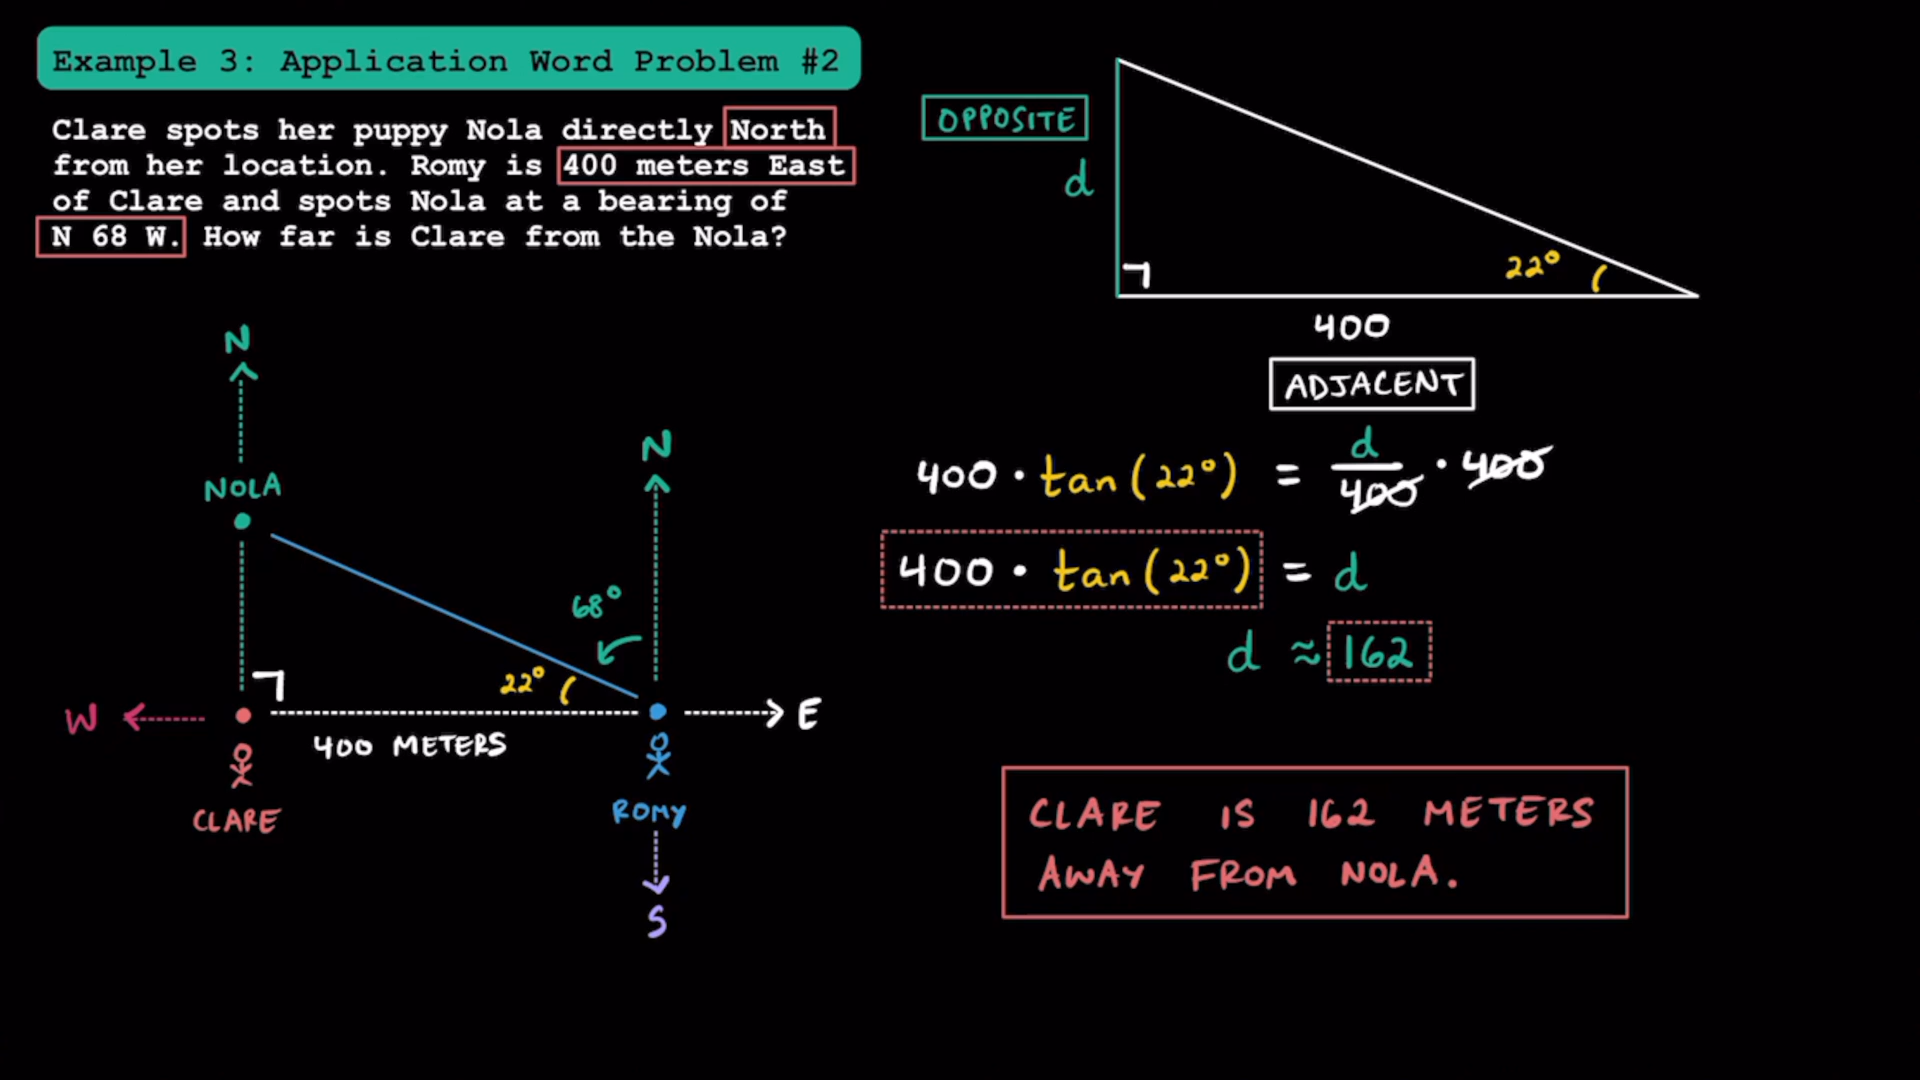 Example 3: Application Word Problem #2
Clare spots her puppy Nola directly North
from her location. Romy is 400 meters East
of Clare and spots Nola at a bearing of
N 68 W. How far is Clare from the Nola?
OPPOSITE
d
22°
400
ADJACENT
400 · tan (22°) = d/400 · 400
400 · tan (22°) = d
d ≈ 162
CLARE IS 162 METERS
AWAY FROM NOLA.
N
NOLA
N
68°
22°
W
E
400 METERS
CLARE
ROMY
S